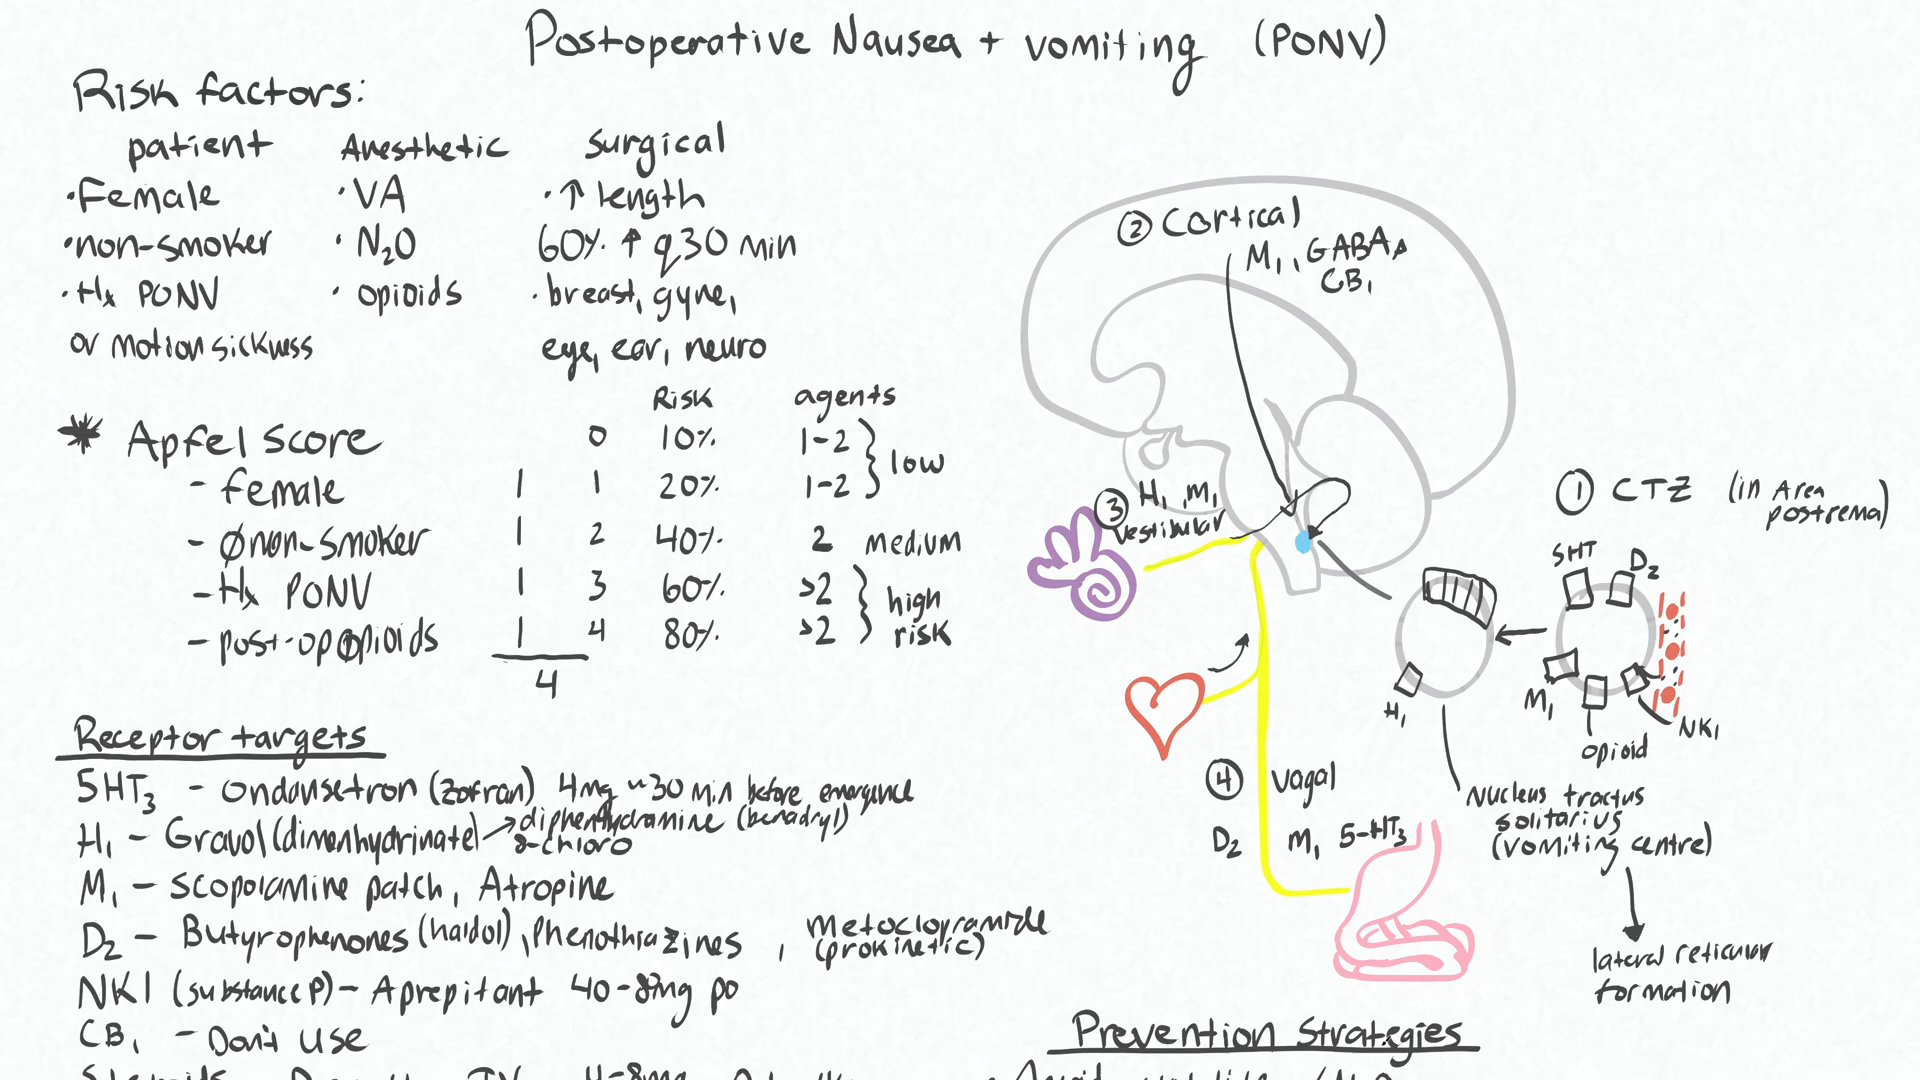 Postoperative Nausea + vomiting (PONV)
Risk factors:
patient Anesthetic surgical
• Female • VA • ↑ length
• non-smoker • N₂O 60% ↑ q30 min
• Hx PONV • opioids • breast, gyne,
or motion sickness eye, ear, neuro
Risk agents
* Apfel score 0 10% 1-2
- female 1 1 20% 1-2 } low
- Ø non-smoker 1 2 40% 2 medium
- Hx PONV 1 3 60% >2
- post-op opioids 1 4 80% >2 } high risk
4
Receptor targets
5HT₃ - Ondansetron (zofran) 4mg ~30 min before emergence
H₁ - Gravol (dimenhydrinate) → diphenhydramine (benadryl)
8-chloro
M₁ - scopolamine patch, Atropine
D₂ - Butyrophenones (haldol), Phenothiazines, metoclopramide
(prokinetic)
NK1 (substance P) - Aprepitant 40-8mg po
CB₁ - Don't use
② Cortical
M₁, GABA
CB₁
③ H₁, M₁
Vestibular
① CTZ (in Area
postrema)
5HT D₂
M₁
opioid
NK1
H₁
Nucleus tractus
solitarius
(vomiting centre)
lateral reticular
formation
④ Vagal
D₂ M₁ 5-HT₃
Prevention Strategies